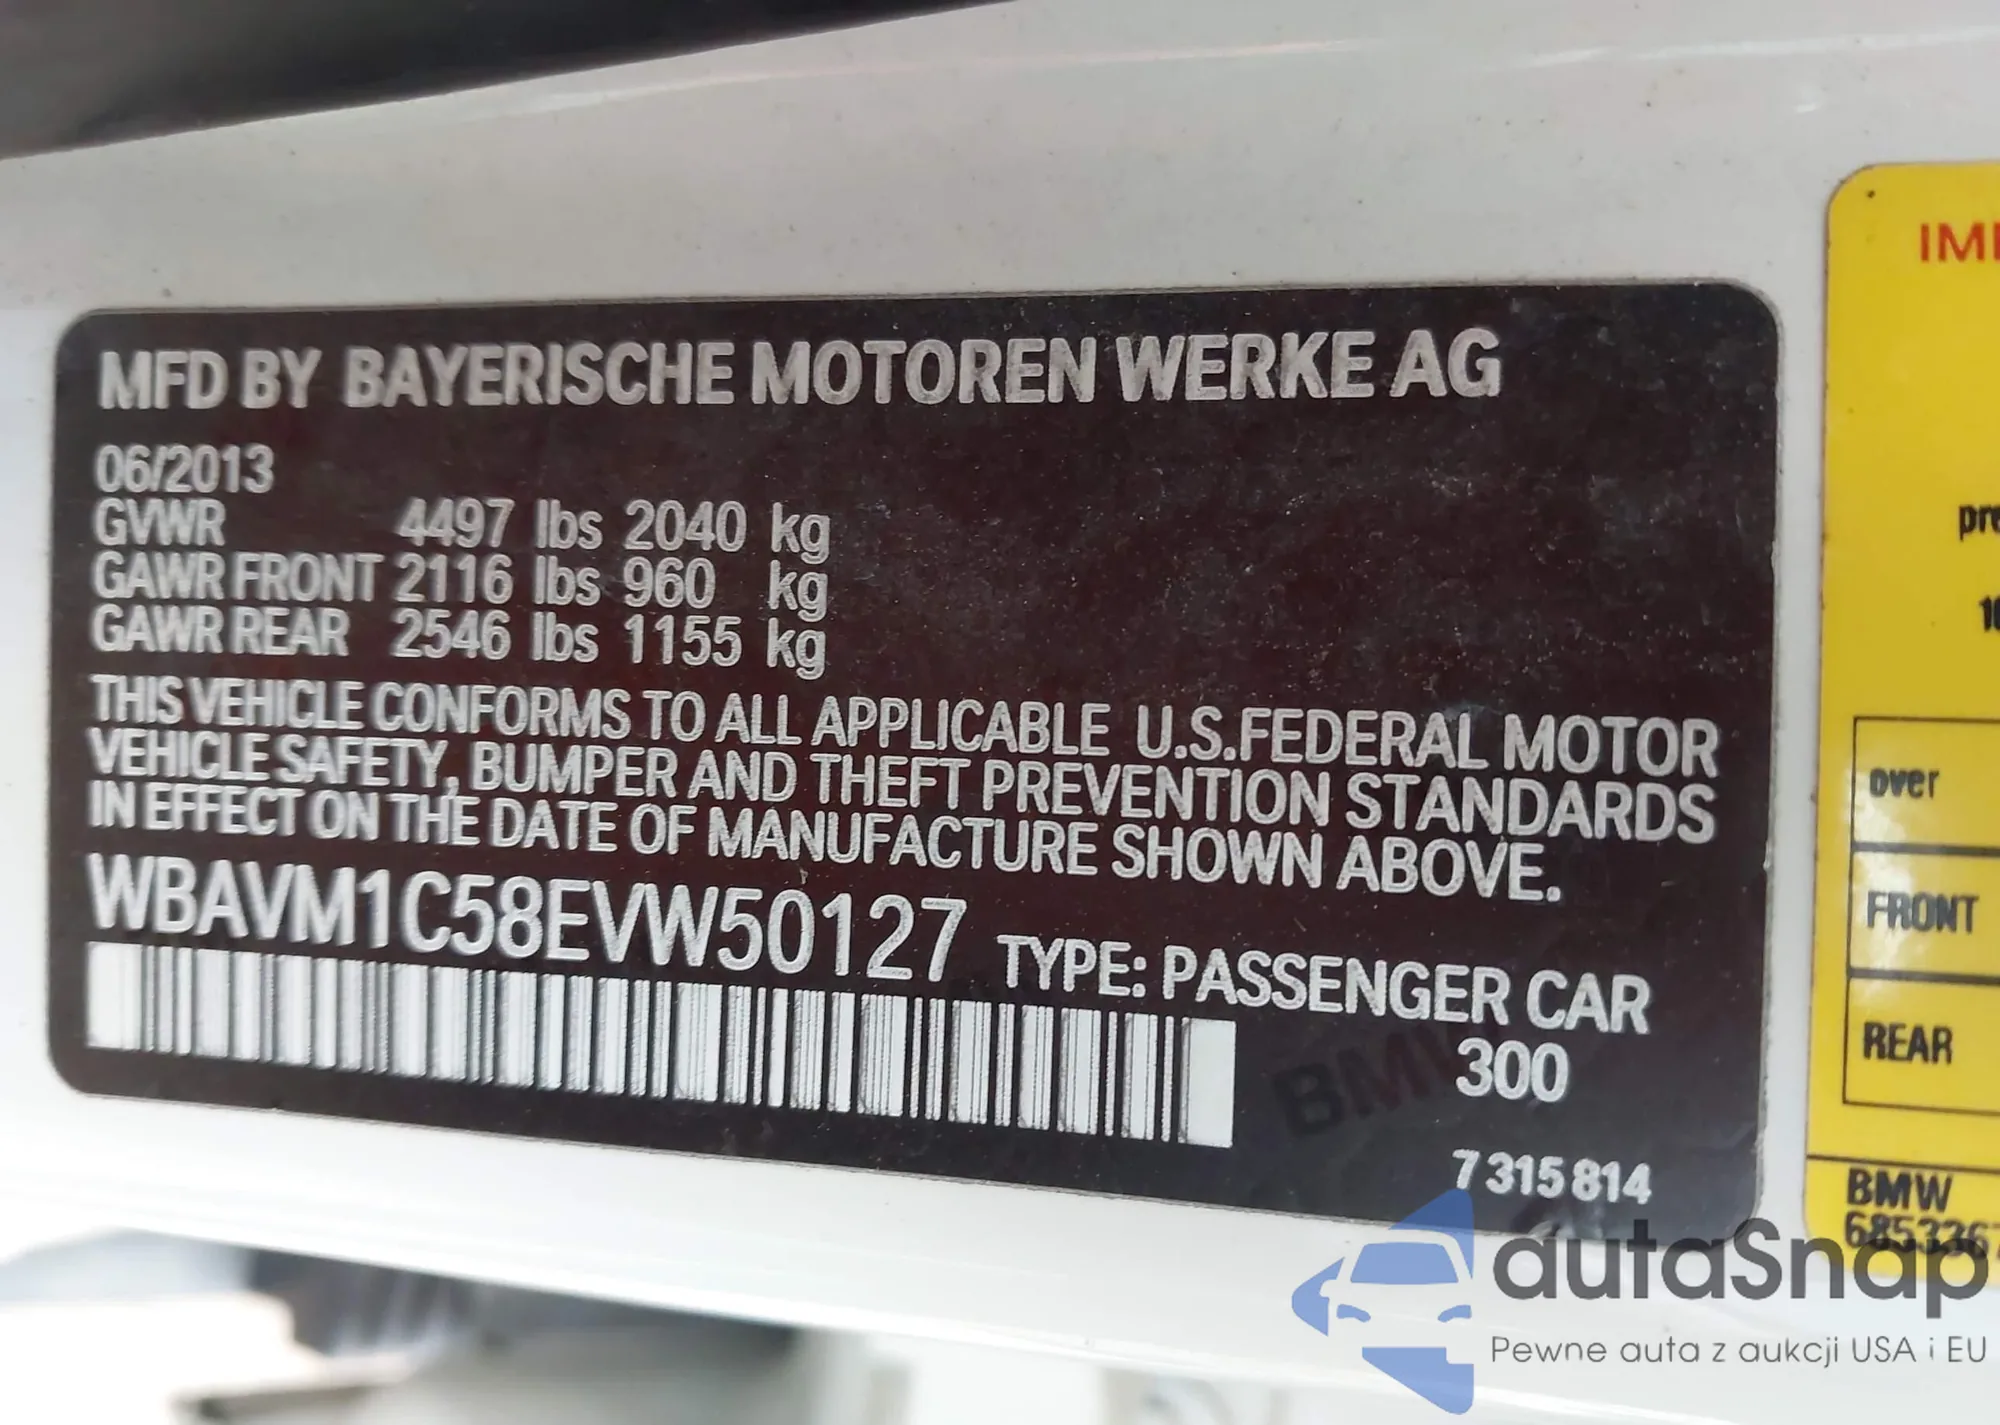 MFD BY BAYERISCHE MOTOREN WERKE AG
06/2013
GVWR 4497 lbs 2040 kg
GAWR FRONT 2116 lbs 960 kg
GAWR REAR 2546 lbs 1155 kg
THIS VEHICLE CONFORMS TO ALL APPLICABLE U.S.FEDERAL MOTOR
VEHICLE SAFETY, BUMPER AND THEFT PREVENTION STANDARDS
IN EFFECT ON THE DATE OF MANUFACTURE SHOWN ABOVE.
WBAVM1C58EVW50127 TYPE: PASSENGER CAR
300
BMW
7 315 814
over
FRONT
REAR
BMW
autaSnap
Pewne auta z aukcji USA i EU